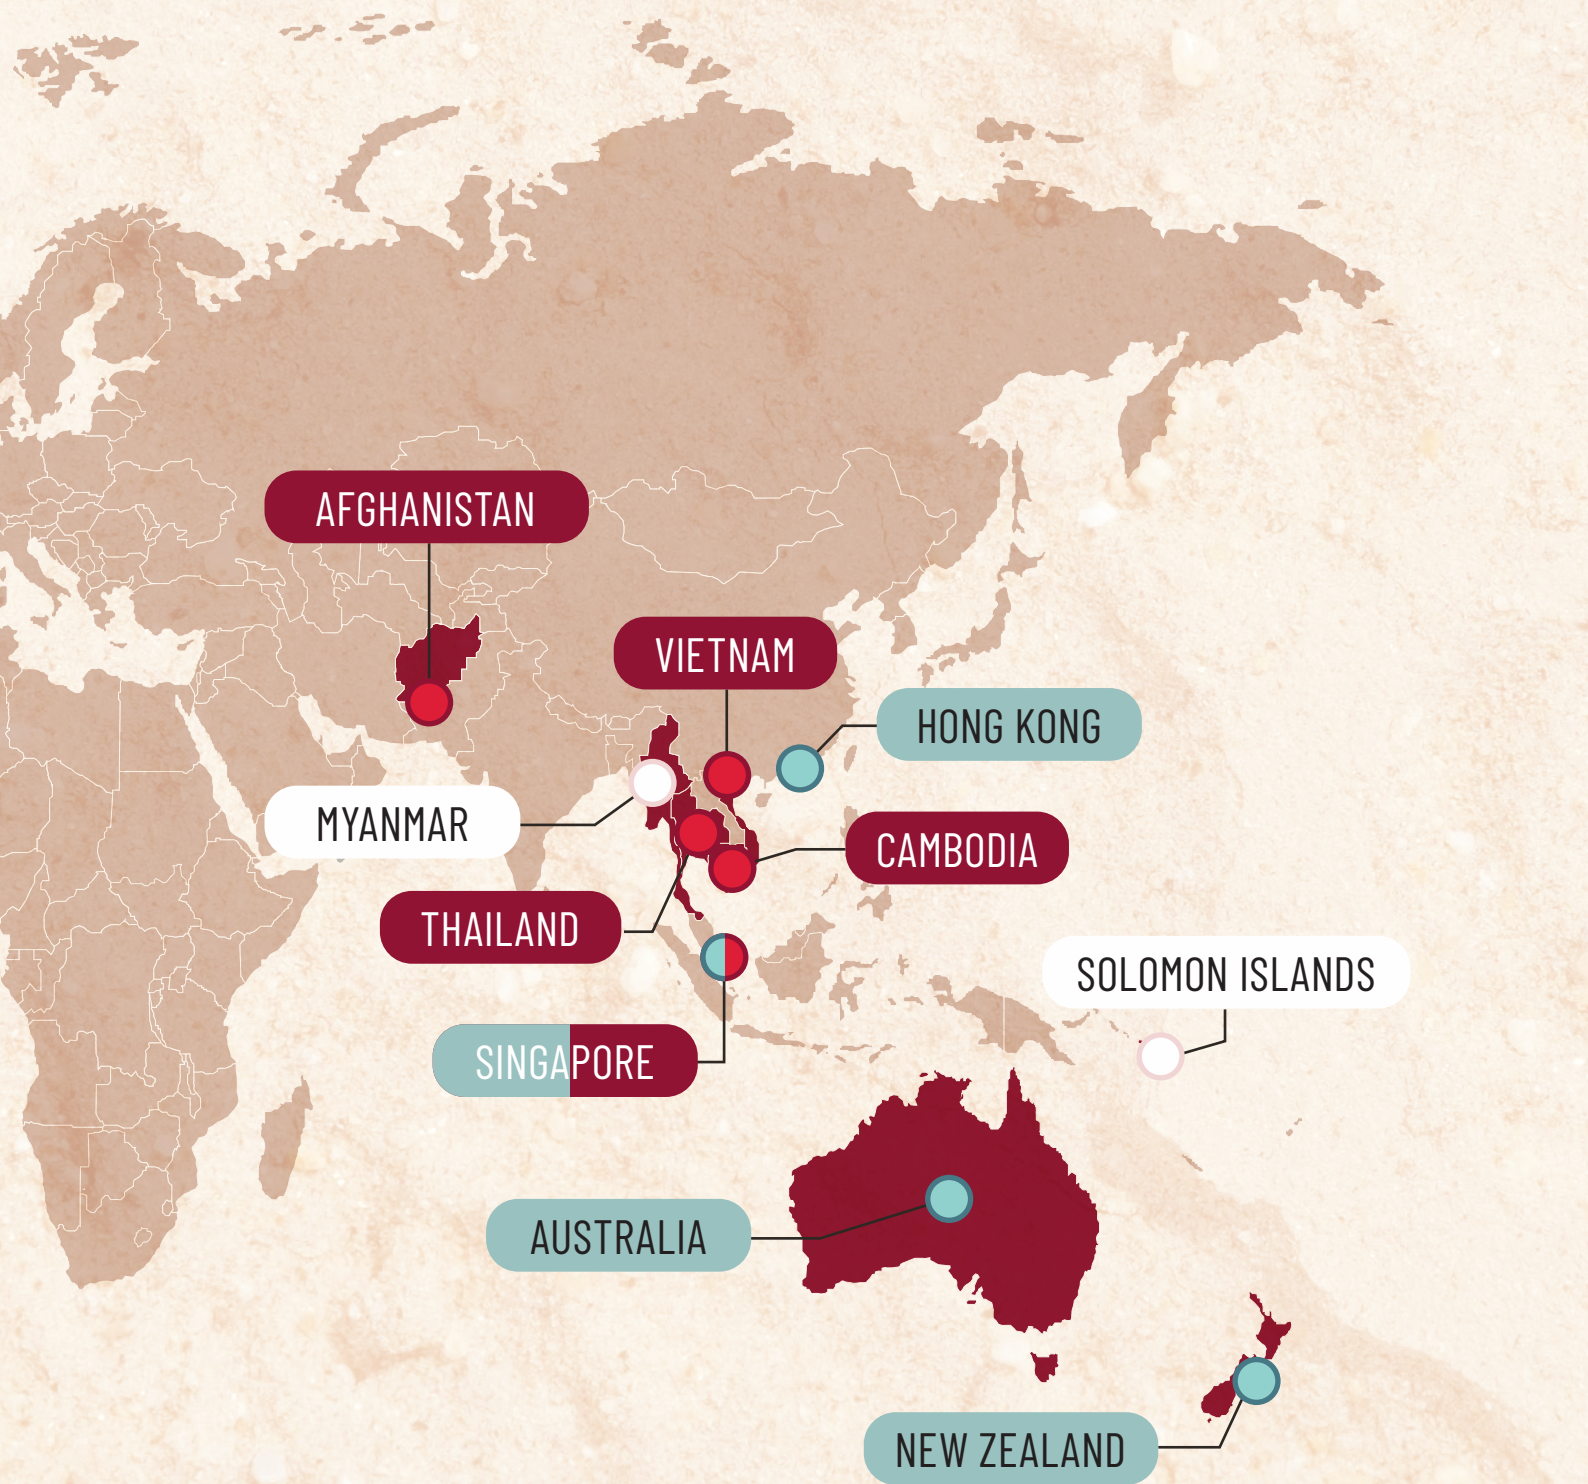 AFGHANISTAN
VIETNAM
HONG KONG
MYANMAR
CAMBODIA
THAILAND
SOLOMON ISLANDS
SINGAPORE
AUSTRALIA
NEW ZEALAND